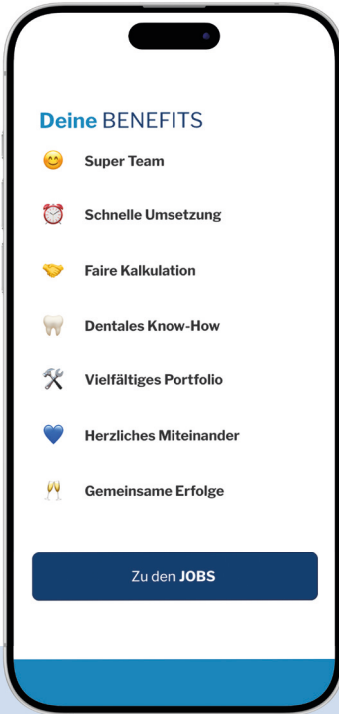 Deine BENEFITS
Super Team
Schnelle Umsetzung
Faire Kalkulation
Dentales Know-How
Vielfältiges Portfolio
Herzliches Miteinander
Gemeinsame Erfolge
Zu den JOBS